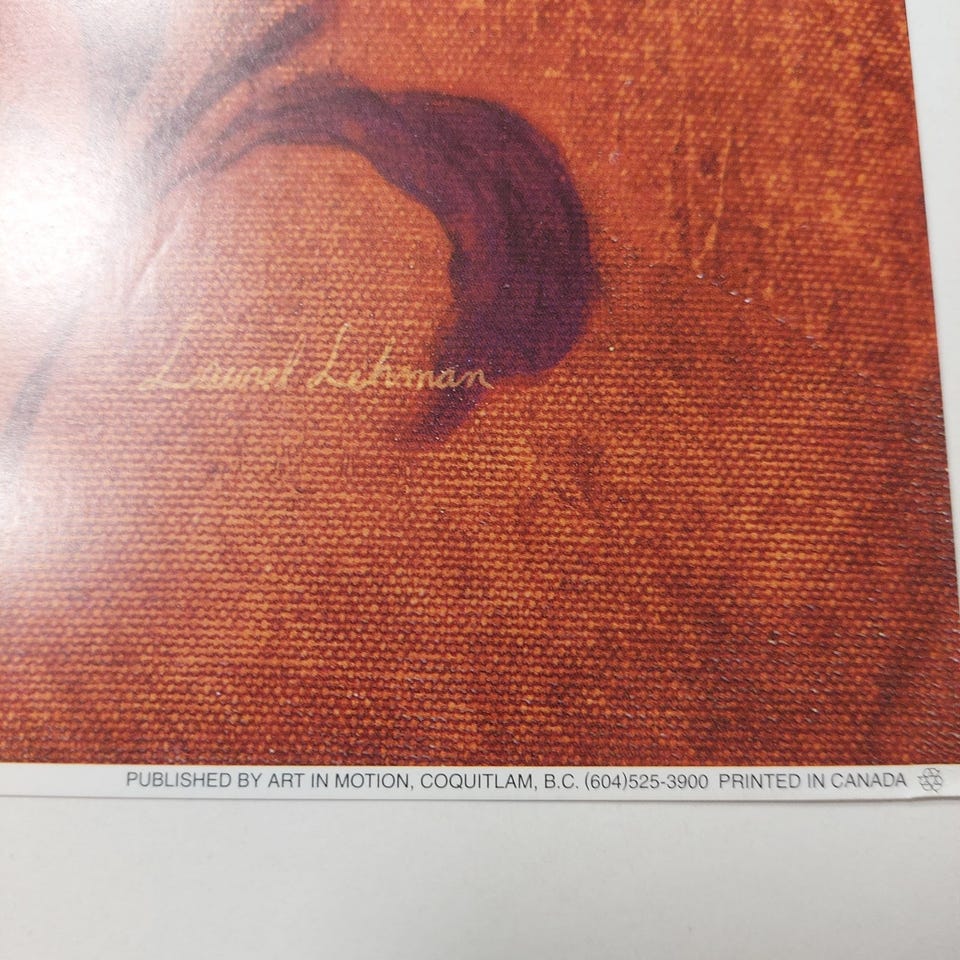 Laurel Lehman
PUBLISHED BY ART IN MOTION, COQUITLAM, B.C. (604)525-3900 PRINTED IN CANADA